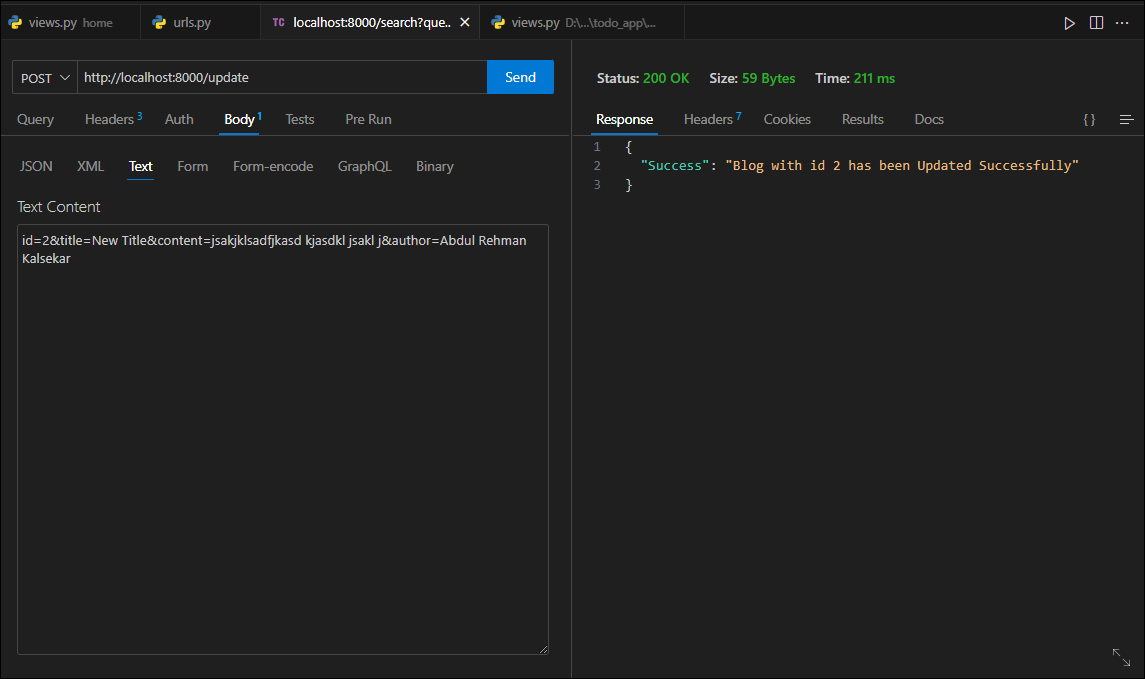 views.py home urls.py TC localhost:8000/search?que.. views.py D:\...\todo_app\...
POST http://localhost:8000/update Send
Query Headers 3 Auth Body 1 Tests Pre Run
JSON XML Text Form Form-encode GraphQL Binary
Text Content
id=2&title=New Title&content=jsakjklsadfjkasd kjasdkl jsakl j&author=Abdul Rehman
Kalsekar
Status: 200 OK Size: 59 Bytes Time: 211 ms
Response Headers 7 Cookies Results Docs { }
1 {
2 "Success": "Blog with id 2 has been Updated Successfully"
3 }